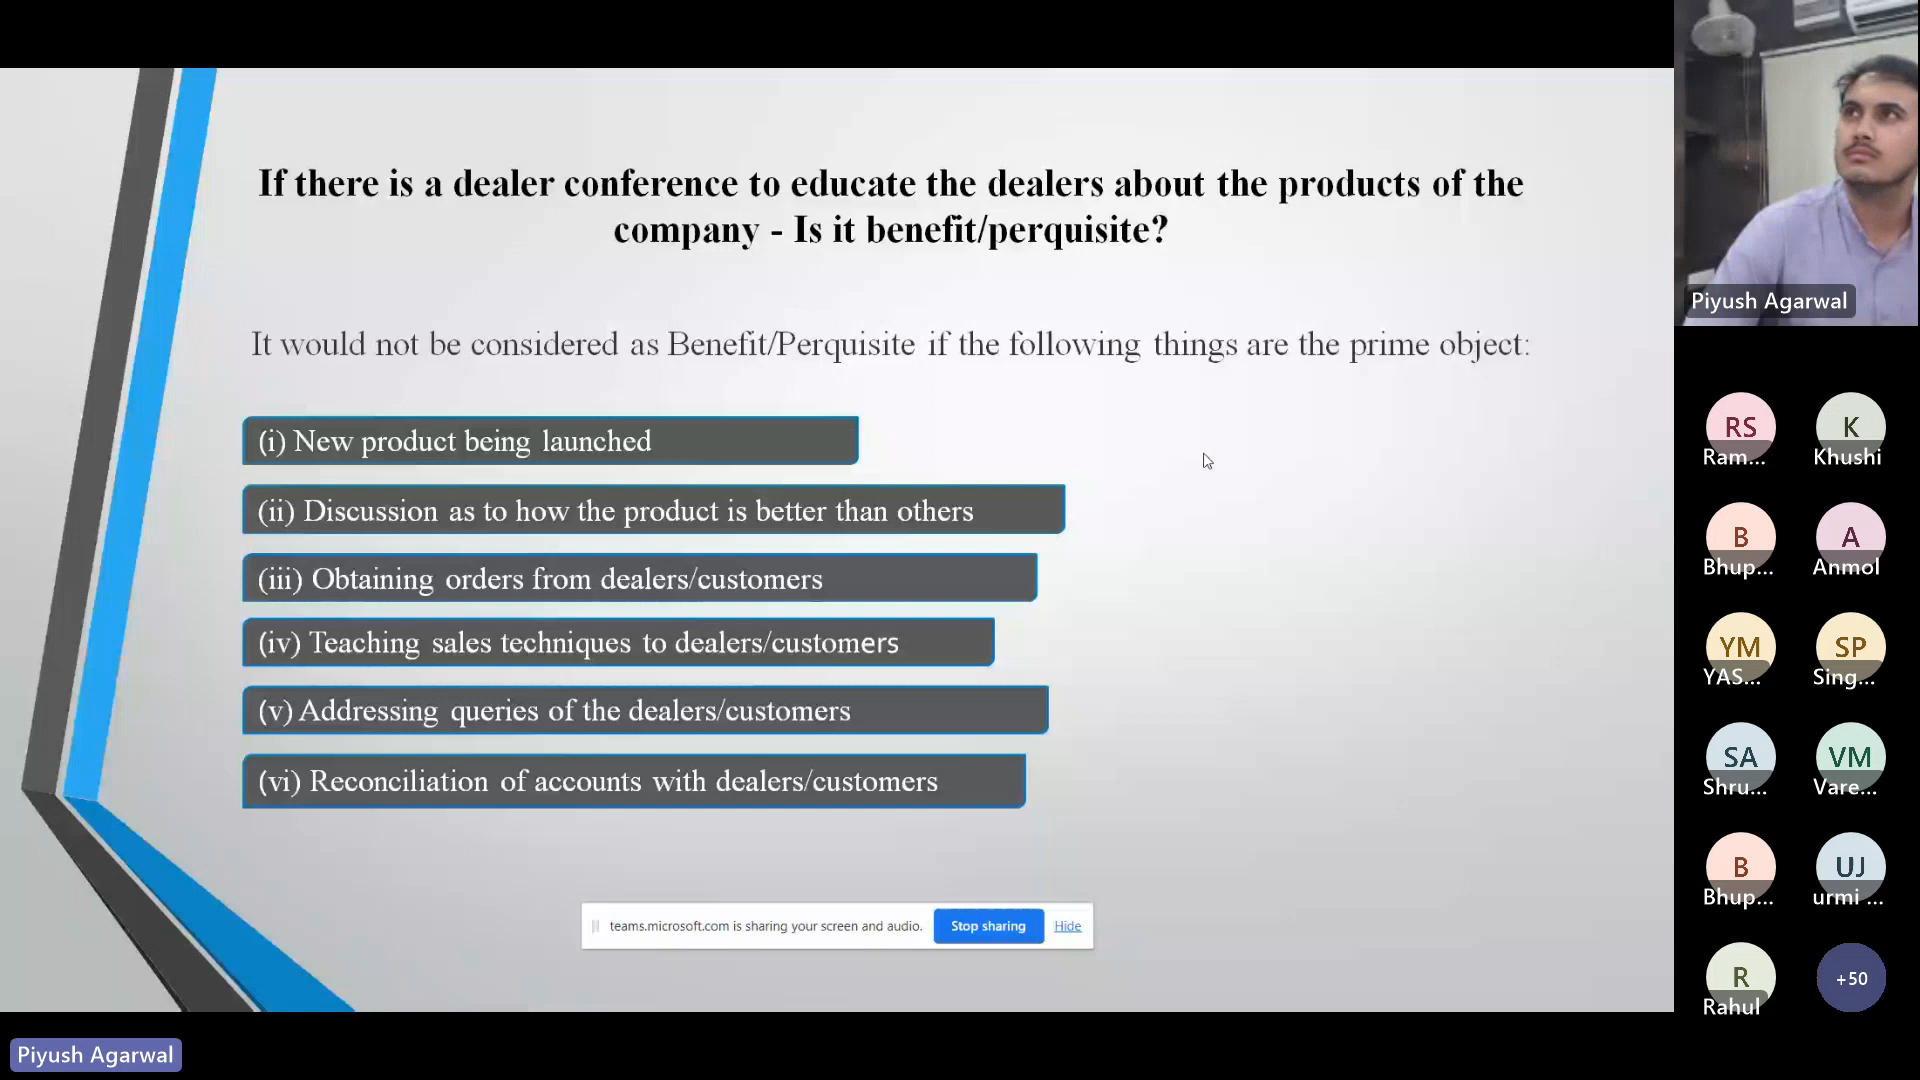 If there is a dealer conference to educate the dealers about the products of the
company - Is it benefit/perquisite?
It would not be considered as Benefit/Perquisite if the following things are the prime object:
(i) New product being launched
(ii) Discussion as to how the product is better than others
(iii) Obtaining orders from dealers/customers
(iv) Teaching sales techniques to dealers/customers
(v) Addressing queries of the dealers/customers
(vi) Reconciliation of accounts with dealers/customers
teams.microsoft.com is sharing your screen and audio. Stop sharing Hide
Piyush Agarwal
Piyush Agarwal
RS K
Ram... Khushi
B A
Bhup... Anmol
YM SP
YAS... Sing...
SA VM
Shru... Vare...
B UJ
Bhup... urmi ...
R +50
Rahul